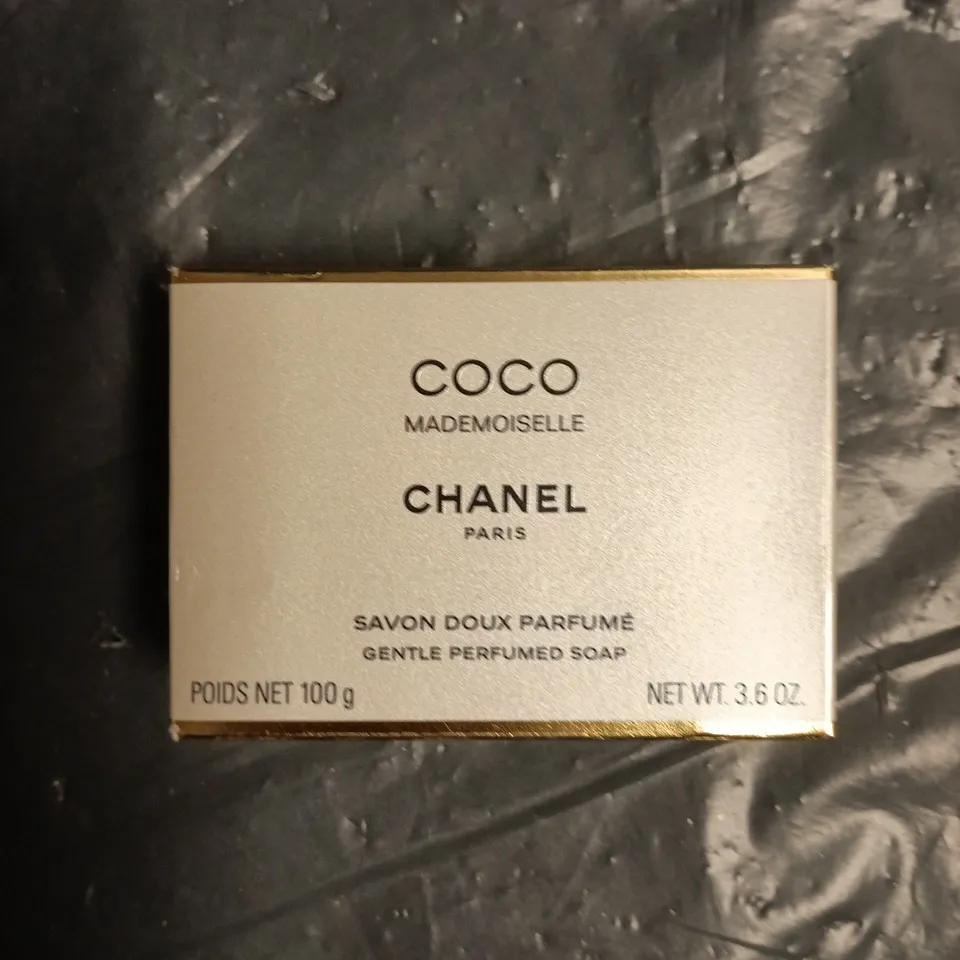 COCO
MADEMOISELLE
CHANEL
PARIS
SAVON DOUX PARFUMÉ
GENTLE PERFUMED SOAP
POIDS NET 100 g NET WT. 3.6 OZ.